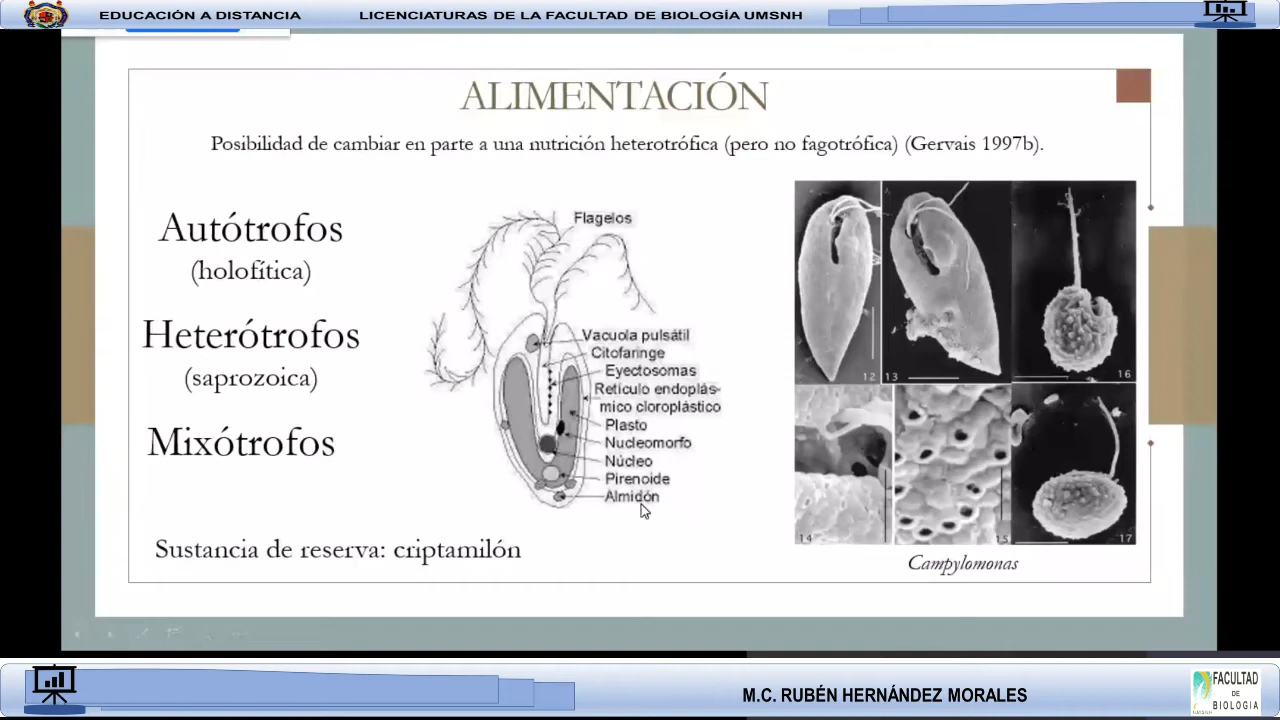 EDUCACIÓN A DISTANCIA LICENCIATURAS DE LA FACULTAD DE BIOLOGÍA UMSNH
ALIMENTACIÓN
Posibilidad de cambiar en parte a una nutrición heterotrófica (pero no fagotrófica) (Gervais 1997b).
Autótrofos
(holofítica)
Heterótrofos
(saprozoica)
Mixótrofos
Sustancia de reserva: criptamilón
Flagelos
Vacuola pulsátil
Citofaringe
Eyectosomas
Retículo endoplás-
mico cloroplástico
Plasto
Nucleomorfo
Núcleo
Pirenoide
Almidón
12
13
16
14
15
17
Campylomonas
M.C. RUBÉN HERNÁNDEZ MORALES
FACULTAD
DE
BIOLOGIA